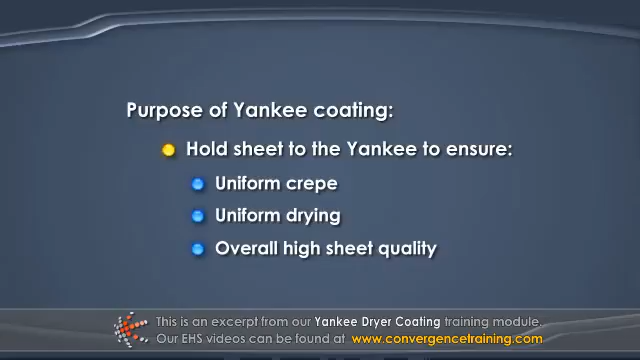 Purpose of Yankee coating:
Hold sheet to the Yankee to ensure:
Uniform crepe
Uniform drying
Overall high sheet quality
This is an excerpt from our Yankee Dryer Coating training module.
Our EHS videos can be found at www.convergencetraining.com